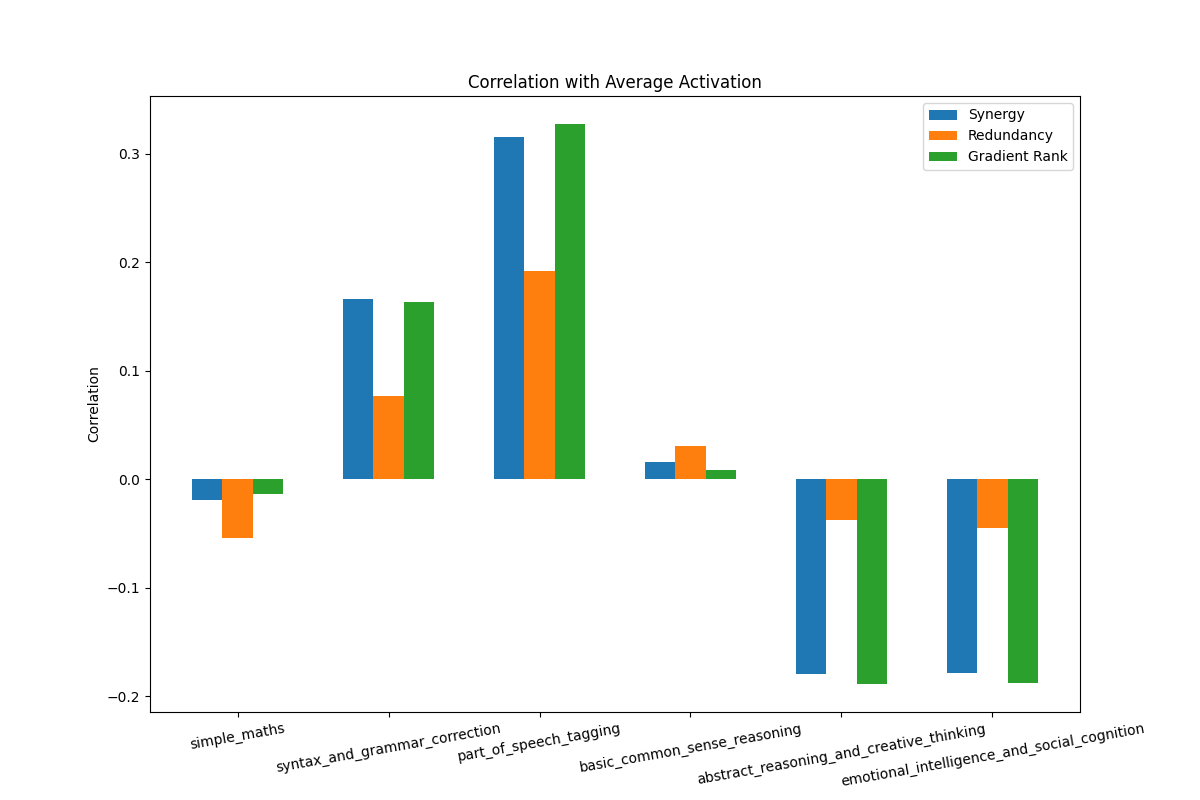 Correlation with Average Activation
Synergy
Redundancy
Gradient Rank
Correlation
0.3
0.2
0.1
0.0
−0.1
−0.2
simple_maths
syntax_and_grammar_correction
part_of_speech_tagging
basic_common_sense_reasoning
abstract_reasoning_and_creative_thinking
emotional_intelligence_and_social_cognition